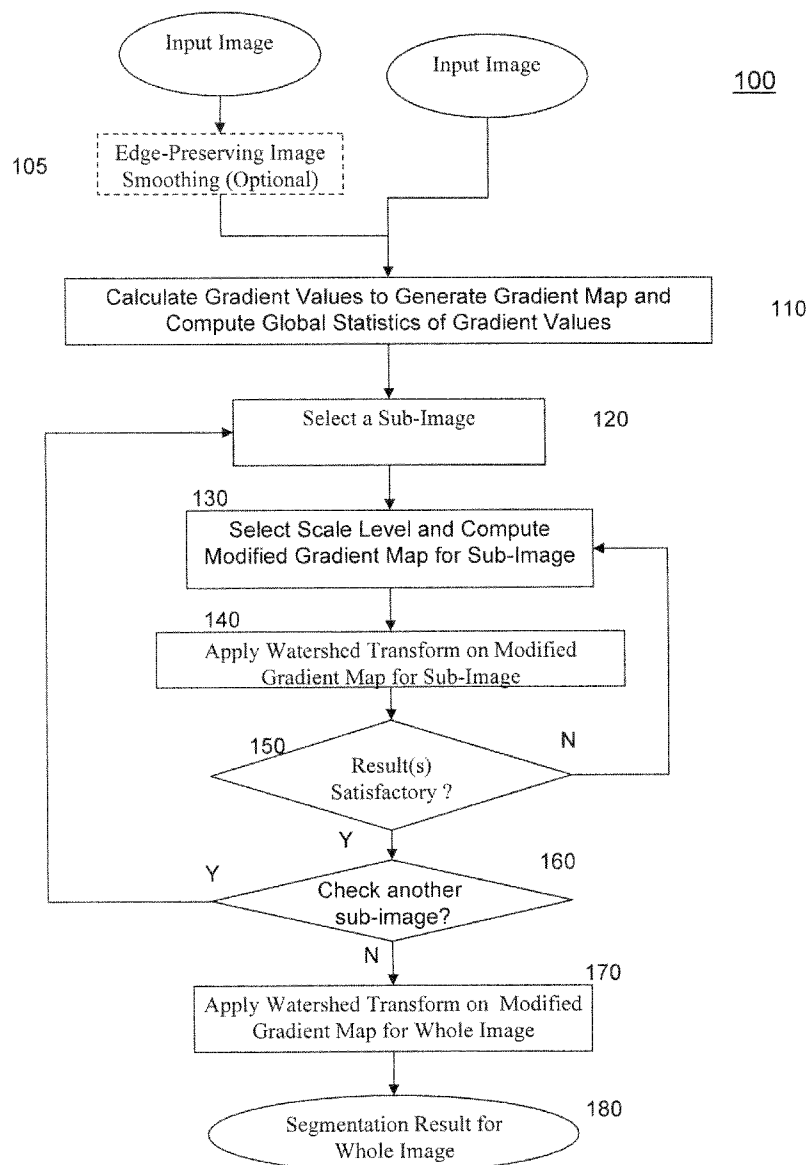 Input Image
Input Image
100
105
Edge-Preserving Image
Smoothing (Optional)
Calculate Gradient Values to Generate Gradient Map and
Compute Global Statistics of Gradient Values
110
Select a Sub-Image
120
130
Select Scale Level and Compute
Modified Gradient Map for Sub-Image
140
Apply Watershed Transform on Modified
Gradient Map for Sub-Image
150
N
Result(s)
Satisfactory ?
Y
160
Y
Check another
sub-image?
N
170
Apply Watershed Transform on Modified
Gradient Map for Whole Image
180
Segmentation Result for
Whole Image